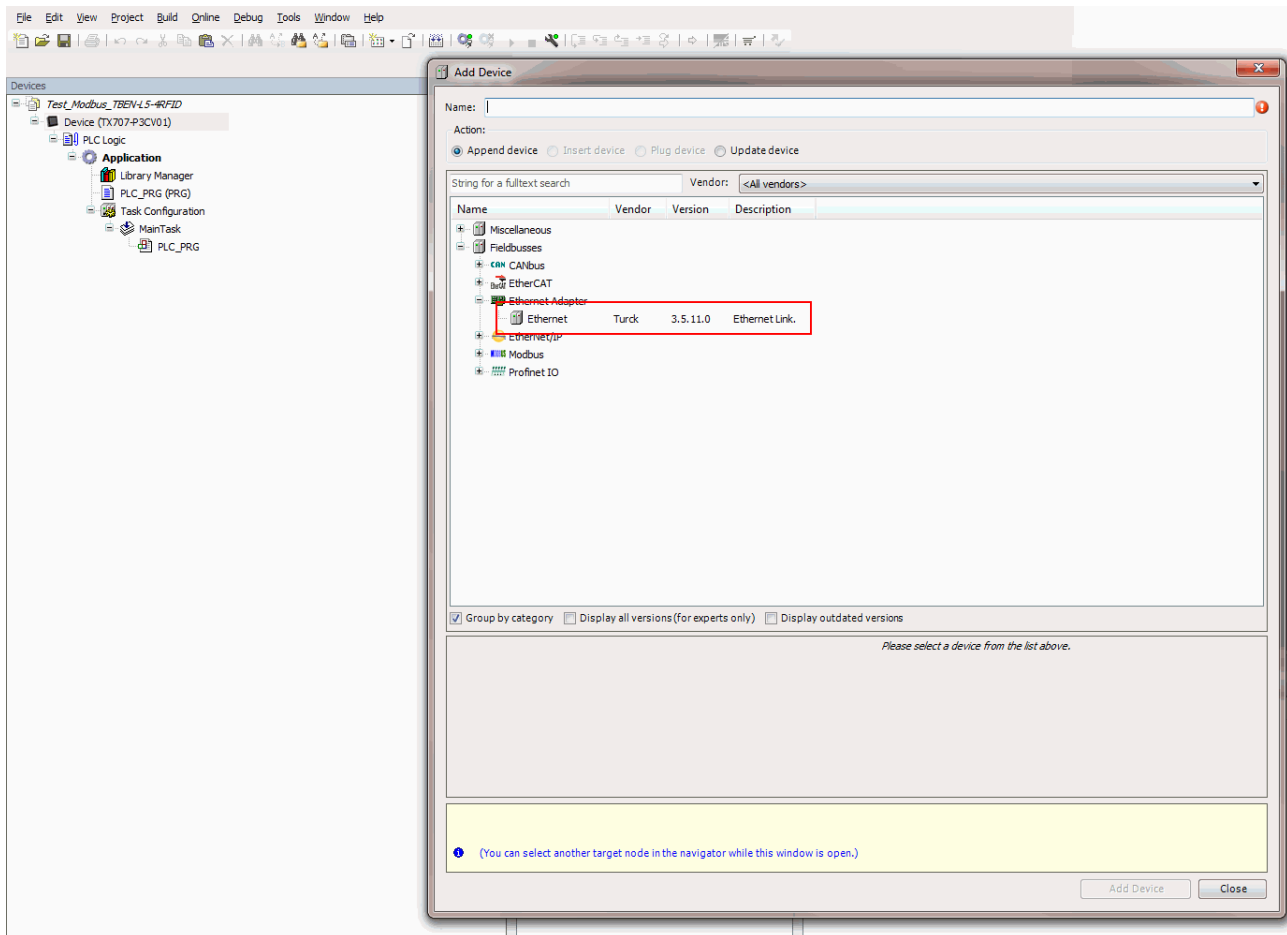 File Edit View Project Build Online Debug Tools Window Help
Devices
Test_Modbus_TBEN-L5-4RFID
Device (TX707-P3CV01)
PLC Logic
Application
Library Manager
PLC_PRG (PRG)
Task Configuration
MainTask
PLC_PRG
Add Device
Name:
Action:
Append device Insert device Plug device Update device
String for a fulltext search Vendor: <All vendors>
Name Vendor Version Description
Miscellaneous
Fieldbusses
CAN CANbus
EtherCAT
Ethernet Adapter
Ethernet Turck 3.5.11.0 Ethernet Link.
EtherNet/IP
Modbus
Profinet IO
Group by category Display all versions (for experts only) Display outdated versions
Please select a device from the list above.
(You can select another target node in the navigator while this window is open.)
Add Device Close